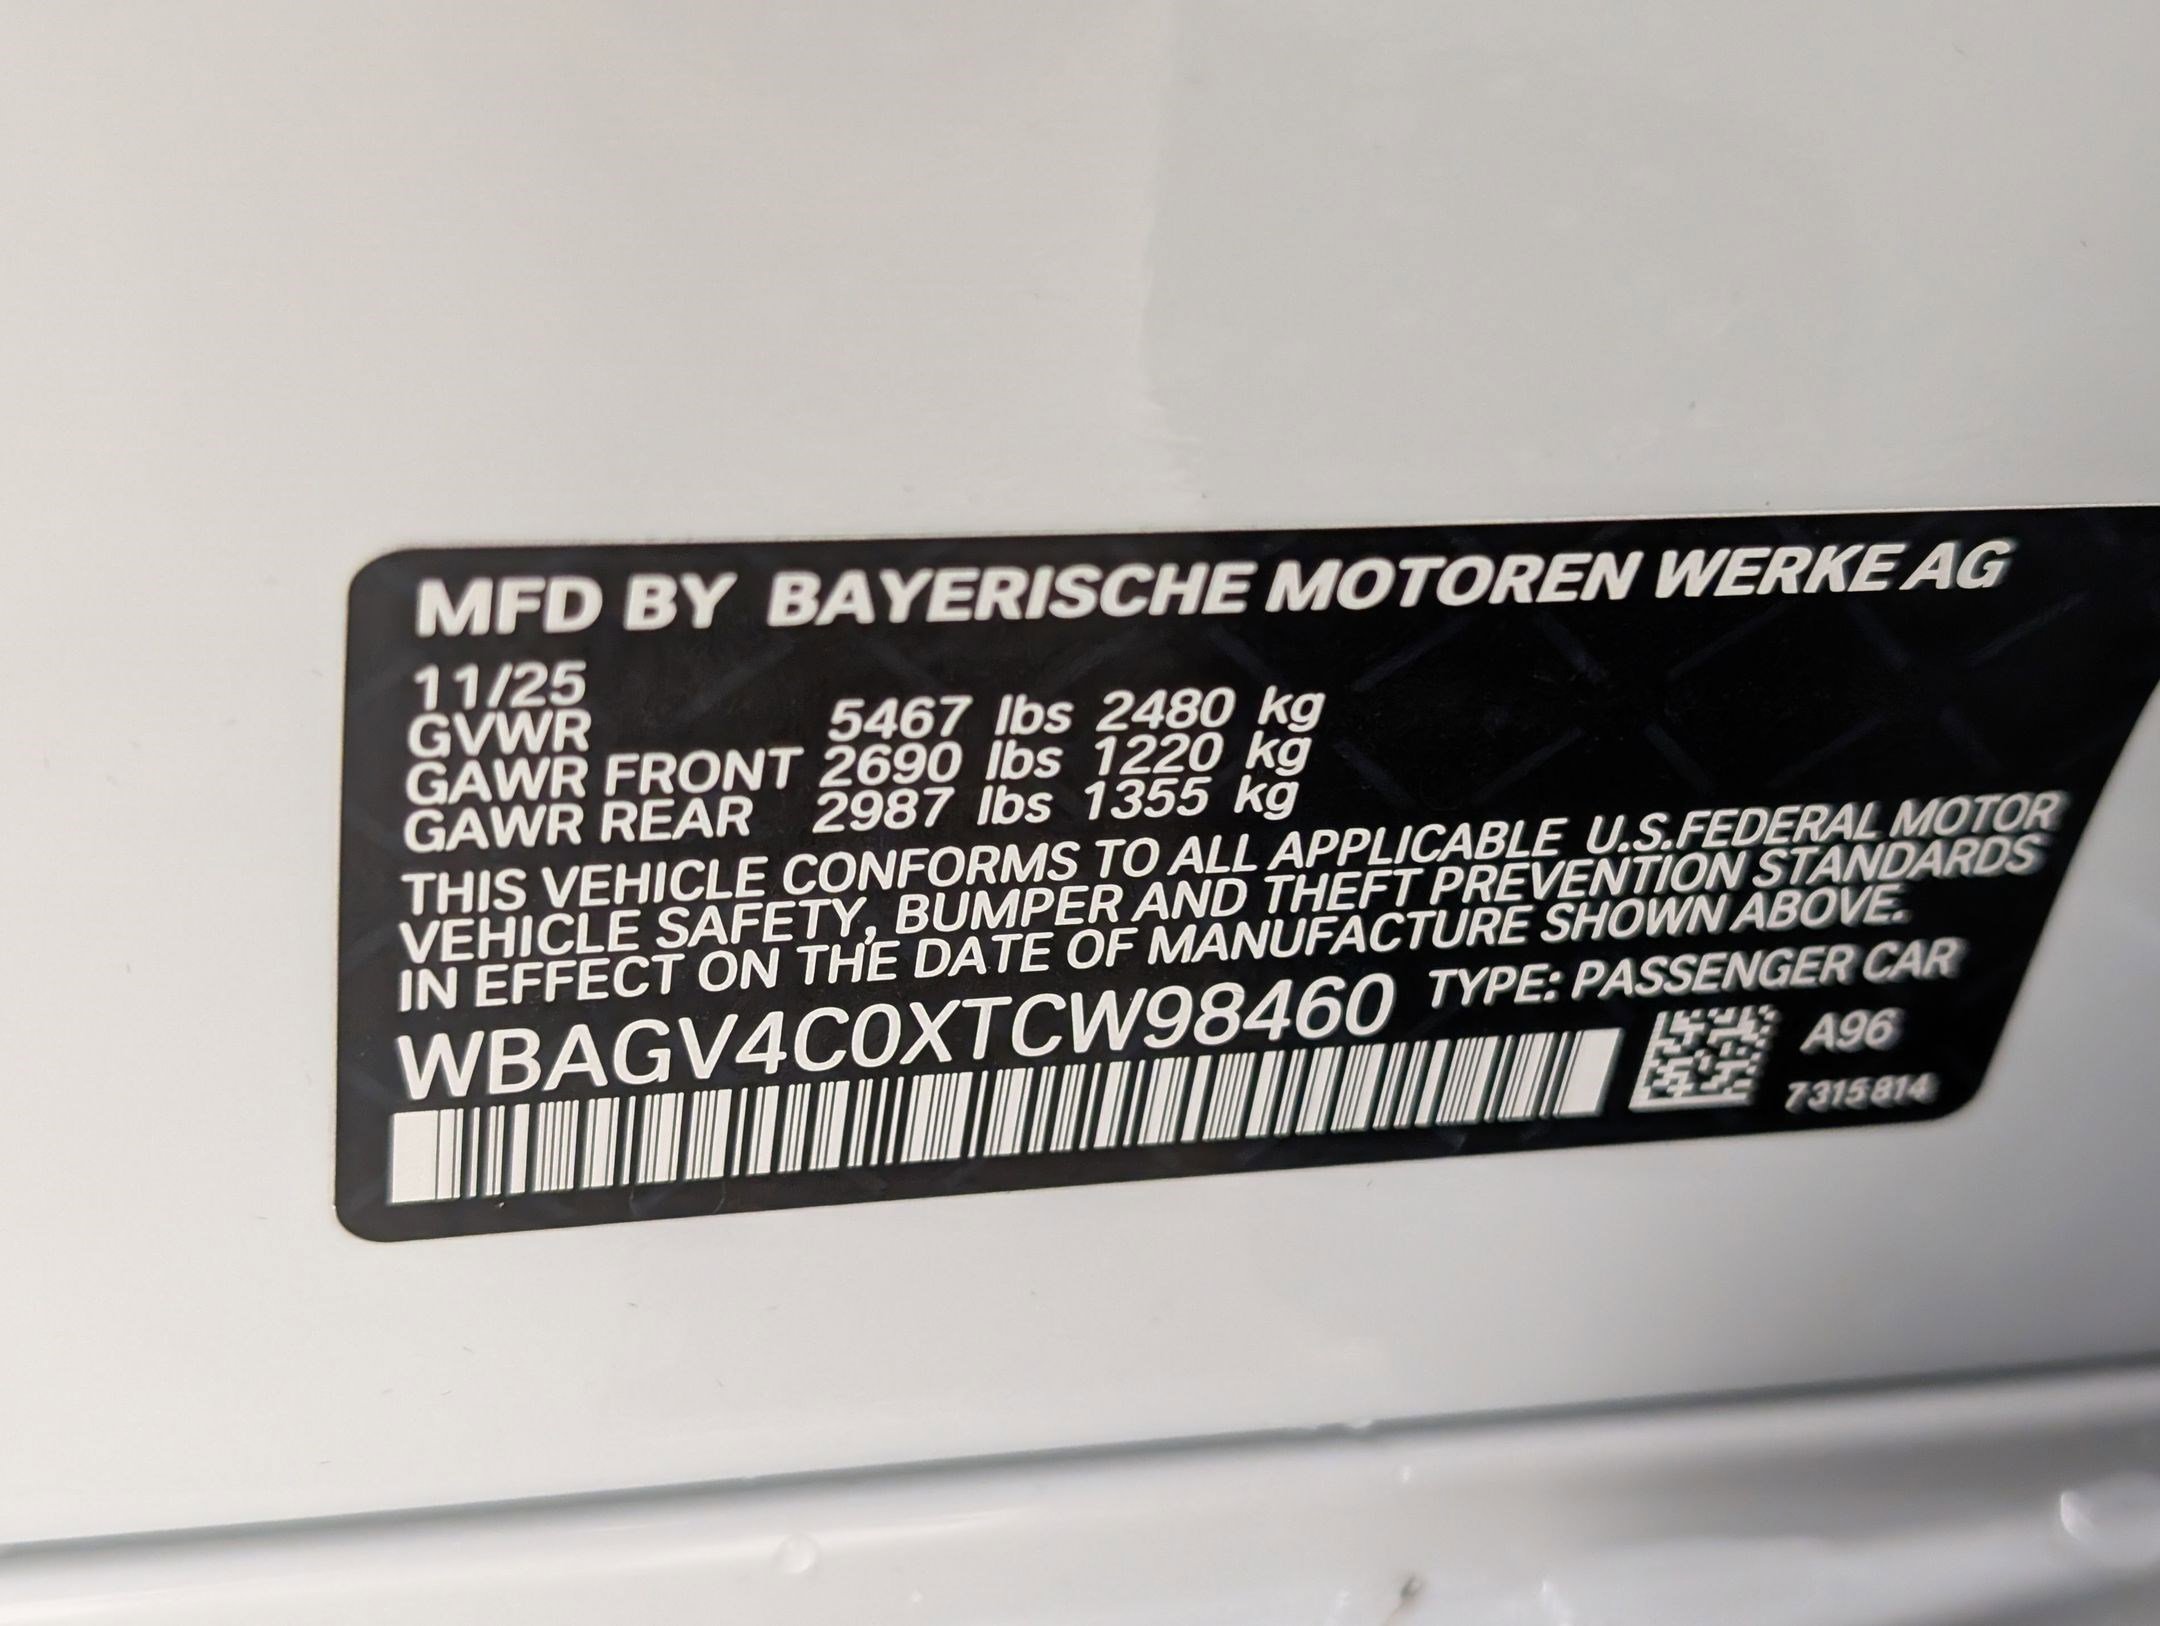 MFD BY BAYERISCHE MOTOREN WERKE AG
11/25
GVWR 5467 lbs 2480 kg
GAWR FRONT 2690 lbs 1220 kg
GAWR REAR 2987 lbs 1355 kg
THIS VEHICLE CONFORMS TO ALL APPLICABLE U.S.FEDERAL MOTOR
VEHICLE SAFETY, BUMPER AND THEFT PREVENTION STANDARDS
IN EFFECT ON THE DATE OF MANUFACTURE SHOWN ABOVE.
WBAGV4C0XTCW98460 TYPE: PASSENGER CAR
A96
7315814